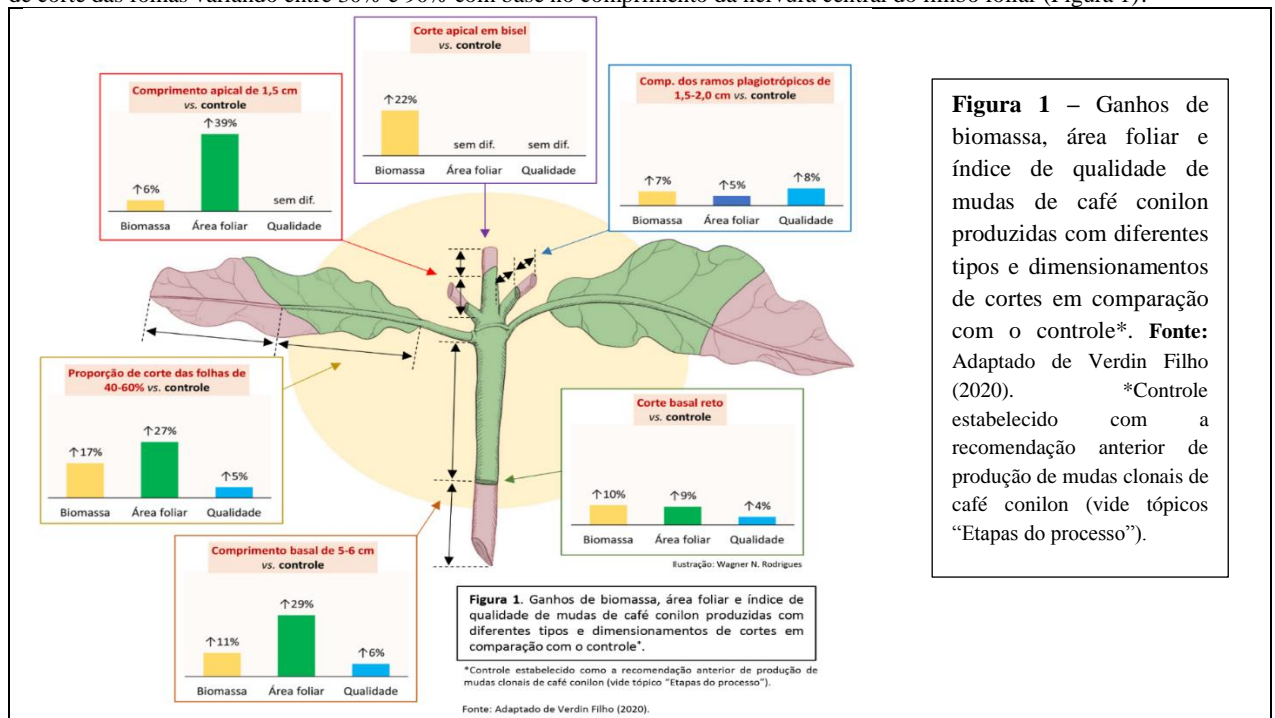 de corte das folhas variando entre 30% e 90% com base no comprimento da nervura central do limbo foliar (Figura 1).
Corte apical em bisel
vs. controle
↑22%
sem dif.
sem dif.
Biomassa Área foliar Qualidade
Comprimento apical de 1,5 cm
vs. controle
↑6%
↑39%
sem dif.
Biomassa Área foliar Qualidade
Comp. dos ramos plagiotrópicos de
1,5-2,0 cm vs. controle
↑7%
↑5%
↑8%
Biomassa Área foliar Qualidade
Proporção de corte das folhas de
40-60% vs. controle
↑17%
↑27%
↑5%
Biomassa Área foliar Qualidade
Corte basal reto
vs. controle
↑10%
↑9%
↑4%
Biomassa Área foliar Qualidade
Ilustração: Wagner N. Rodrigues
Comprimento basal de 5-6 cm
vs. controle
↑11%
↑29%
↑6%
Biomassa Área foliar Qualidade
Figura 1. Ganhos de biomassa, área foliar e índice de
qualidade de mudas de café conilon produzidas com
diferentes tipos e dimensionamentos de cortes em
comparação com o controle*.
*Controle estabelecido como a recomendação anterior de produção de
mudas clonais de café conilon (vide tópico "Etapas do processo").
Fonte: Adaptado de Verdin Filho (2020).
Figura 1 – Ganhos de
biomassa, área foliar e
índice de qualidade de
mudas de café conilon
produzidas com diferentes
tipos e dimensionamentos
de cortes em comparação
com o controle*. Fonte:
Adaptado de Verdin Filho
(2020). *Controle
estabelecido com a
recomendação anterior de
produção de mudas clonais de
café conilon (vide tópicos
“Etapas do processo”).